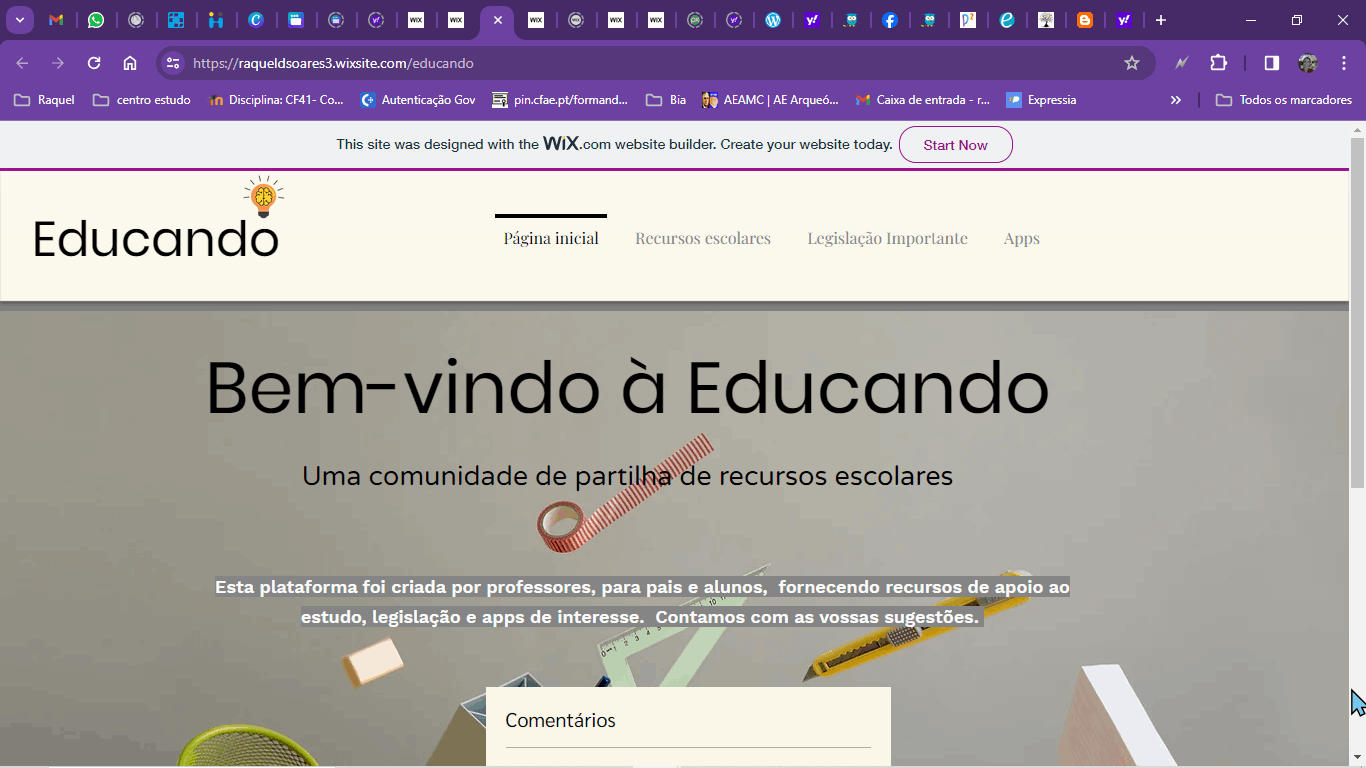 https://raqueldsoares3.wixsite.com/educando
Raquel
centro estudo
Disciplina: CF41- Co...
Autenticação Gov
pin.cfae.pt/formand...
Bia
AEAMC | AE Arqueó...
Caixa de entrada - r...
Expressia
»
Todos os marcadores
This site was designed with the WiX.com website builder. Create your website today.
Start Now
Educando
Página inicial
Recursos escolares
Legislação Importante
Apps
Bem-vindo à Educando
Uma comunidade de partilha de recursos escolares
Esta plataforma foi criada por professores, para pais e alunos,  fornecendo recursos de apoio ao
estudo, legislação e apps de interesse.  Contamos com as vossas sugestões.
Comentários